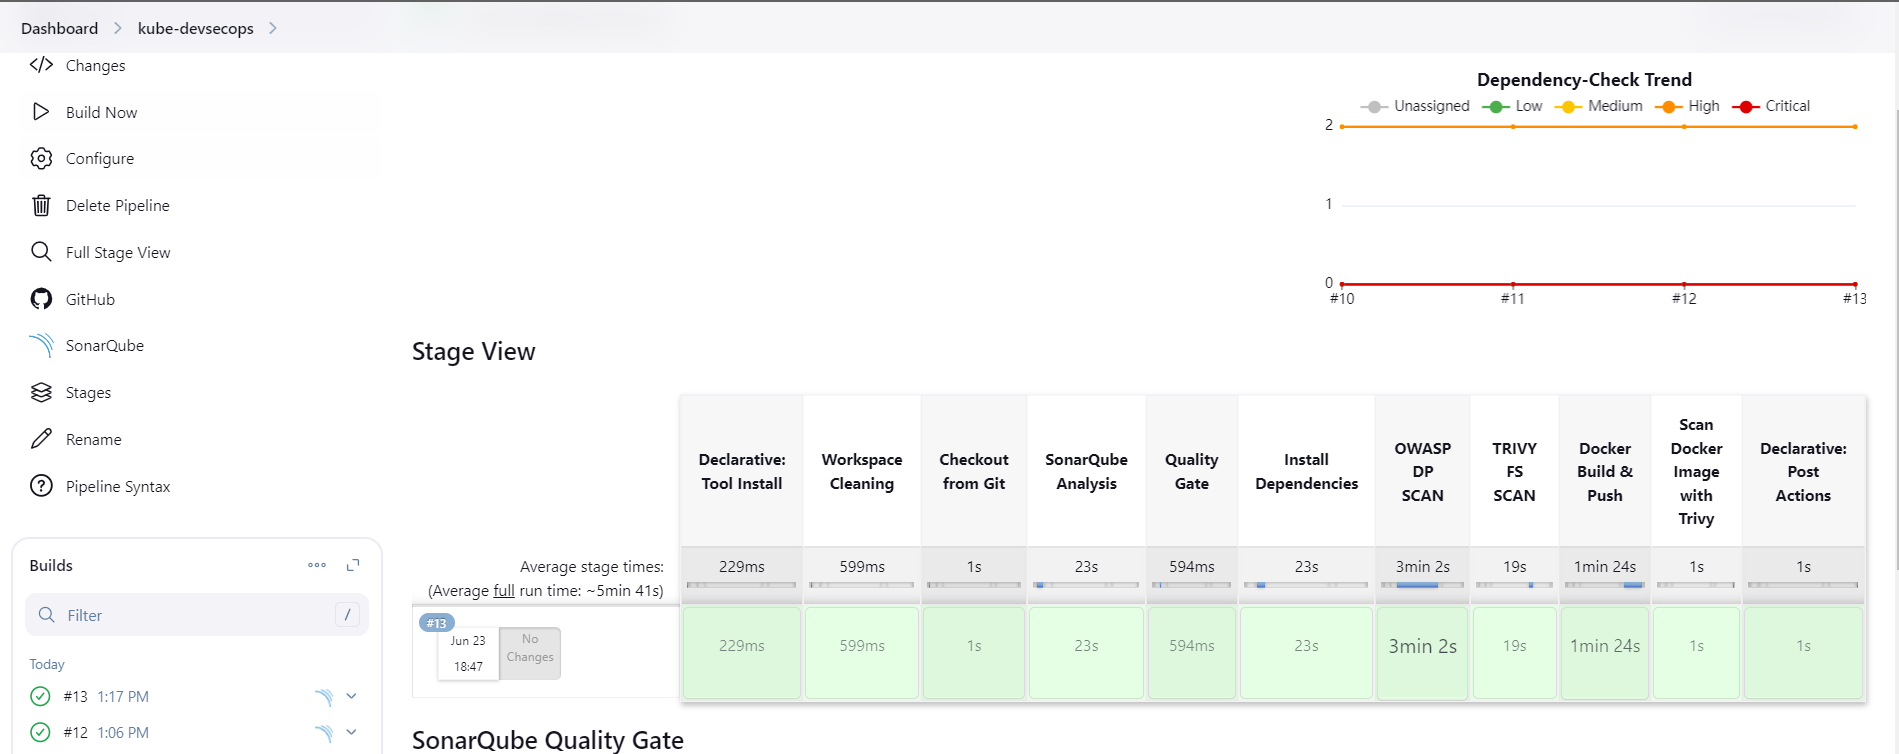 Dashboard > kube-devsecops >
Changes
Build Now
Configure
Delete Pipeline
Full Stage View
GitHub
SonarQube
Stages
Rename
Pipeline Syntax
Builds
Filter /
Today
#13 1:17 PM
#12 1:06 PM
Dependency-Check Trend
Unassigned Low Medium High Critical
2
1
0
#10 #11 #12 #13
Stage View
Declarative: Tool Install
Workspace Cleaning
Checkout from Git
SonarQube Analysis
Quality Gate
Install Dependencies
OWASP DP SCAN
TRIVY FS SCAN
Docker Build & Push
Scan Docker Image with Trivy
Declarative: Post Actions
Average stage times:
(Average full run time: ~5min 41s)
229ms 599ms 1s 23s 594ms 23s 3min 2s 19s 1min 24s 1s 1s
#13
Jun 23
18:47
No
Changes
229ms 599ms 1s 23s 594ms 23s 3min 2s 19s 1min 24s 1s 1s
SonarQube Quality Gate